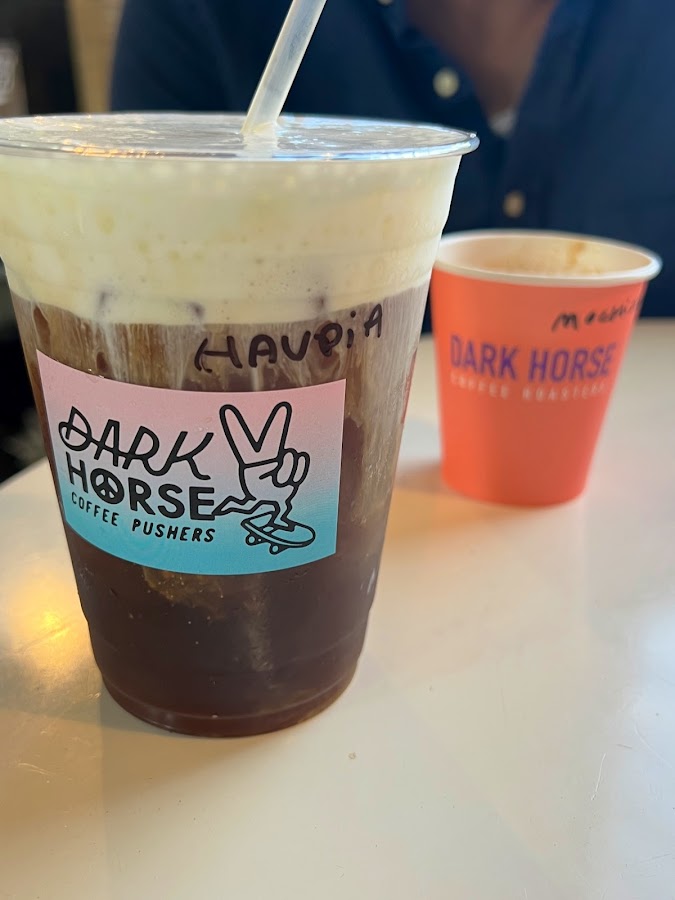 HAUPiA
DARK
HORSE
COFFEE PUSHERS
DARK HORSE
COFFEE ROASTERS